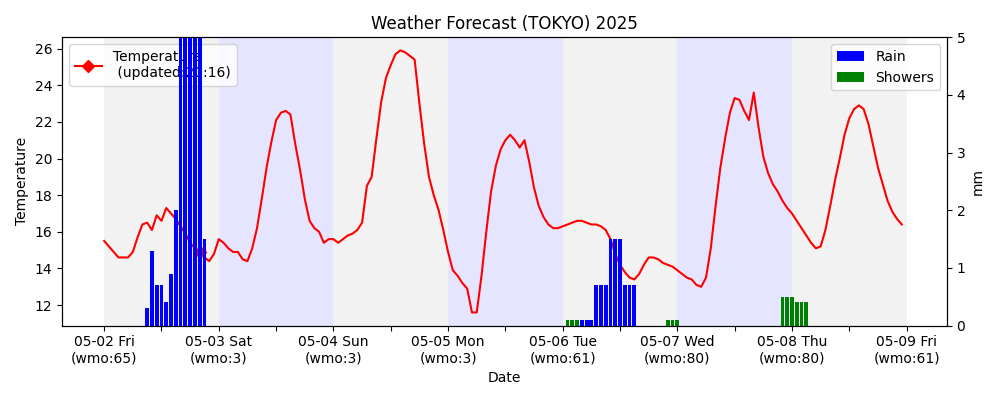 Weather Forecast (TOKYO) 2025
Temperature
(updated :16)
Rain
Showers
26
24
22
20
18
16
14
12
Temperature
5
4
3
2
1
0
mm
05-02 Fri
(wmo:65)
05-03 Sat
(wmo:3)
05-04 Sun
(wmo:3)
05-05 Mon
(wmo:3)
05-06 Tue
(wmo:61)
05-07 Wed
(wmo:80)
05-08 Thu
(wmo:80)
05-09 Fri
(wmo:61)
Date